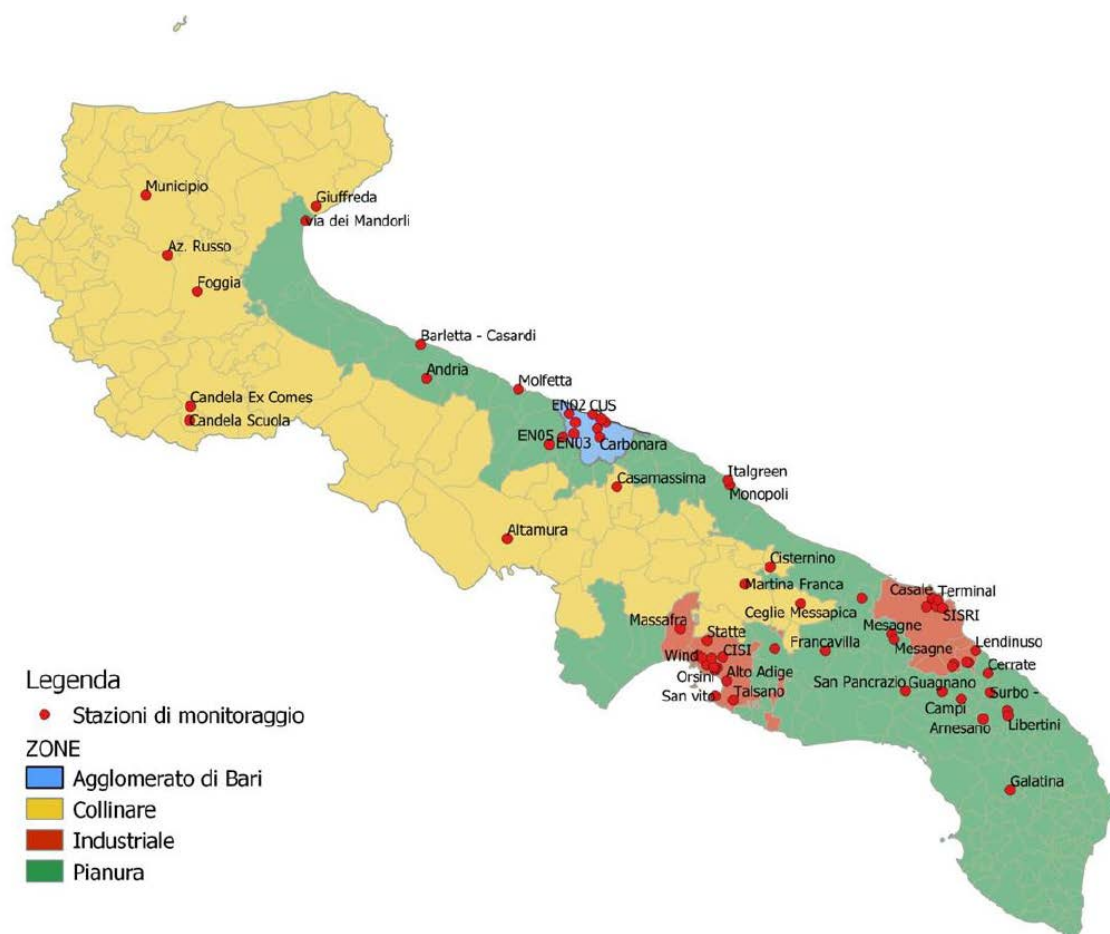 Municipio
Giuffreda
via dei Mandorli
Az. Russo
Foggia
Barletta - Casardi
Andria
Molfetta
Candela Ex Comes
Candela Scuola
EN02 CUS
EN05 EN03 Carbonara
Casamassima
Italgreen
Monopoli
Altamura
Cisternino
Martina Franca
Ceglie Messapica
Casale Terminal
SISRI
Massafra
Statte
Mesagne
Francavilla
Mesagne
Lendinuso
Wind CISI
Cerrate
Orsini Alto Adige
San Pancrazio Guagnano
San vito Talsano
Surbo -
Campi
Arnesano
Libertini
Galatina
Legenda
Stazioni di monitoraggio
ZONE
Agglomerato di Bari
Collinare
Industriale
Pianura